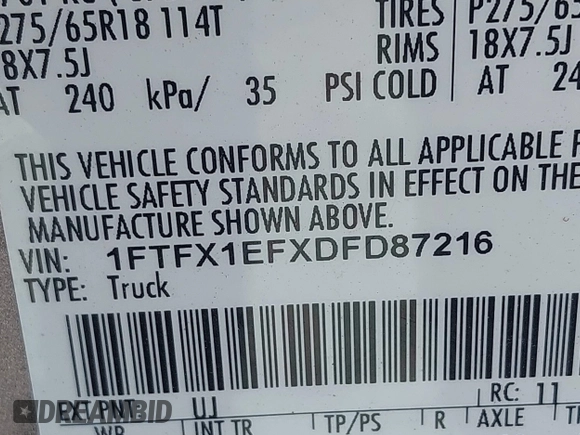 275/65R18 114T
TIRES P275/65
8X7.5J
RIMS 18X7.5J
AT 240 kPa/ 35 PSI COLD AT 24
THIS VEHICLE CONFORMS TO ALL APPLICABLE F
VEHICLE SAFETY STANDARDS IN EFFECT ON THE
MANUFACTURE SHOWN ABOVE.
VIN: 1FTFX1EFXDFD87216
TYPE: Truck
RC: 11
EXT PNT: UJ
WB INT TR TP/PS R AXLE
DREAMBID